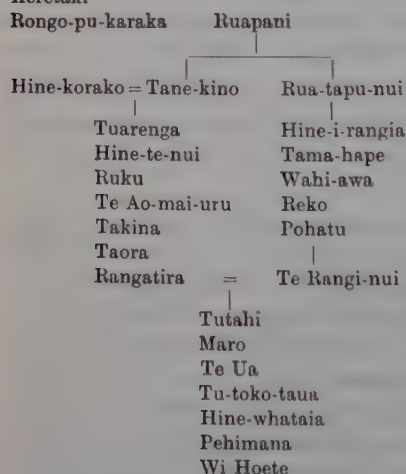 Rongo-pu-karaka Ruapani
Hine-korako = Tane-kino Rua-tapu-nui
Tuarenga Hine-i-rangia
Hine-te-nui Tama-hape
Ruku Wahi-awa
Te Ao-mai-uru Reko
Takina Pohatu
Taora
Rangatira = Te Rangi-nui
Tutahi
Maro
Te Ua
Tu-toko-taua
Hine-whataia
Pehimana
Wi Hoete